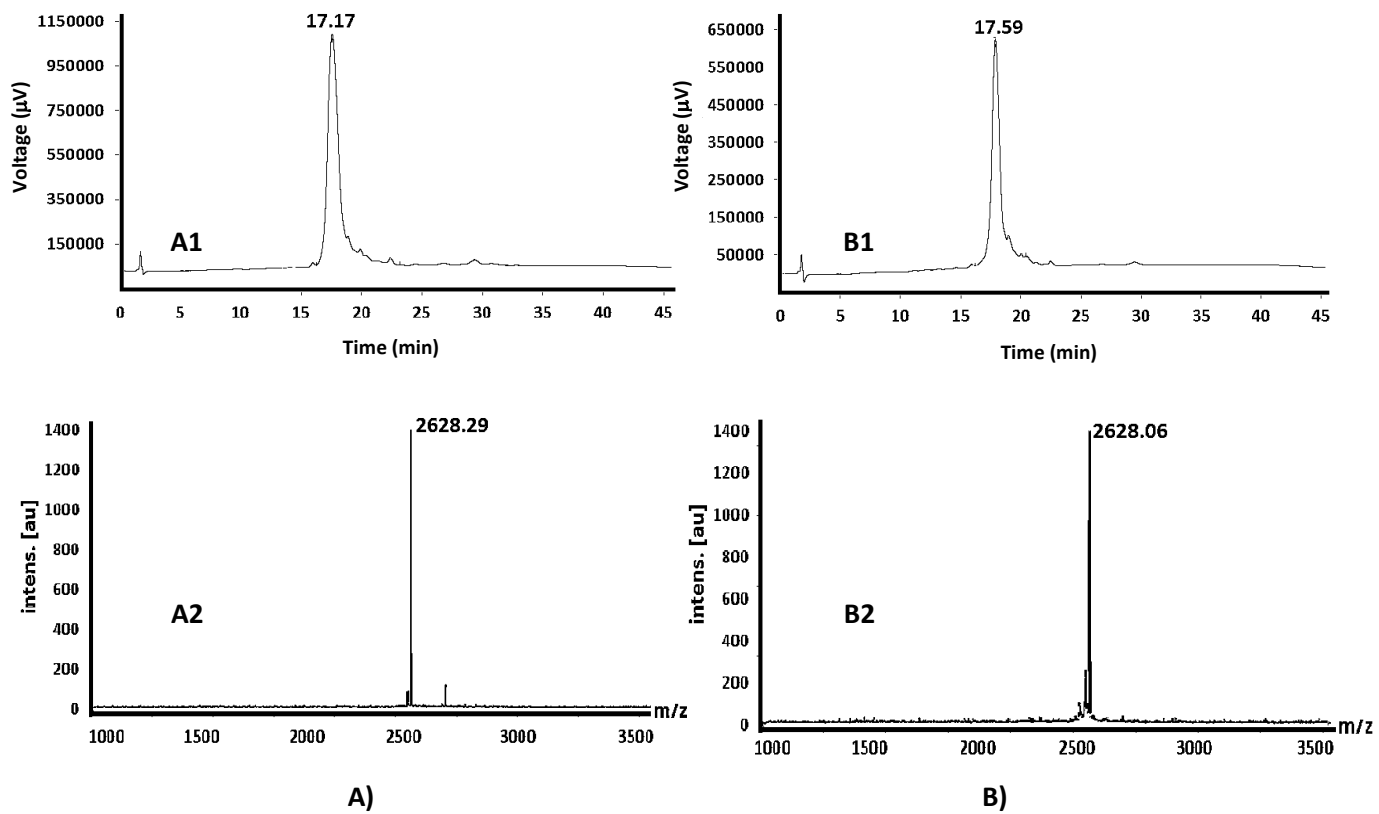 17.17
1150000
950000
750000
550000
350000
150000
Voltage (µV)
A1
0 5 10 15 20 25 30 35 40 45
Time (min)
17.59
650000
550000
450000
350000
250000
150000
50000
Voltage (µV)
B1
0 5 10 15 20 25 30 35 40 45
Time (min)
2628.29
1400
1200
1000
800
600
400
200
0
intens. [au]
A2
m/z
1000 1500 2000 2500 3000 3500
A)
2628.06
1400
1200
1000
800
600
400
200
0
intens. [au]
B2
m/z
1000 1500 2000 2500 3000 3500
B)